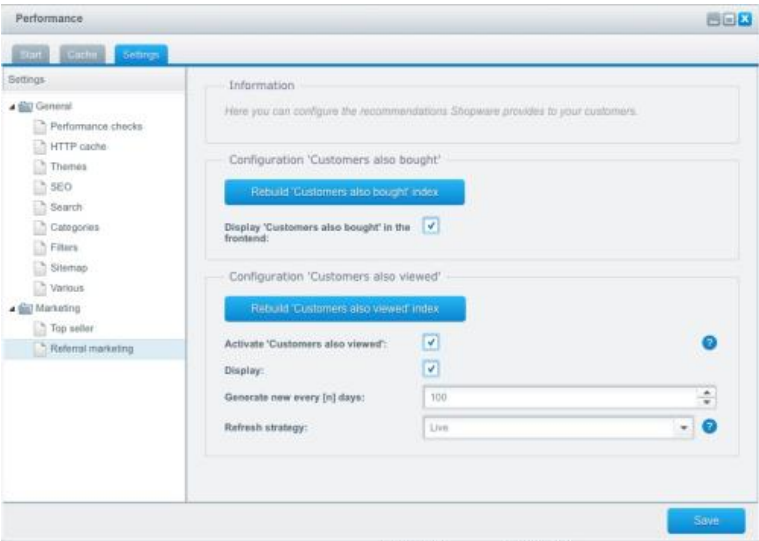 Performance
Start Cache Settings
Settings
General
Performance checks
HTTP cache
Themes
SEO
Search
Categories
Filters
Sitemap
Various
Marketing
Top seller
Referral marketing
Information
Here you can configure the recommendations Shopware provides to your customers.
Configuration 'Customers also bought'
Rebuild 'Customers also bought' index
Display 'Customers also bought' in the
frontend:
Configuration 'Customers also viewed'
Rebuild 'Customers also viewed' index
Activate 'Customers also viewed': ?
Display:
Generate new every [n] days: 100
Refresh strategy: Live ?
Save